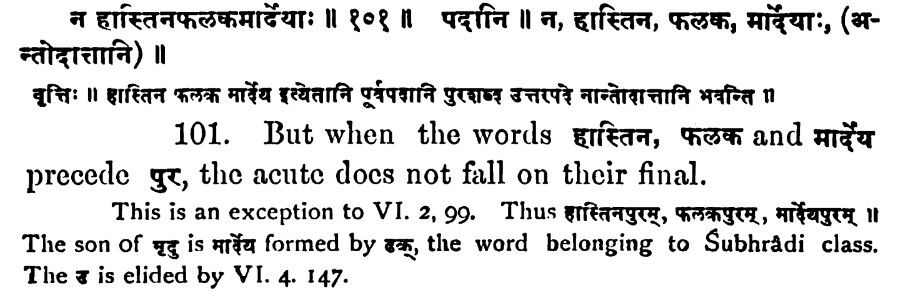 न हास्तिनफलकमार्देयाः ॥ १०१ ॥ पदानि ॥ न, हास्तिन, फलक, मार्देयाः, (अ-
न्तोदात्तानि) ॥
वृत्तिः ॥ हास्तिन फलक मार्देय इत्येतानि पूर्वपदानि पुरशब्द उत्तरपदे नान्तोदात्तानि भवन्ति ॥
101. But when the words हास्तिन, फलक and मार्देय
precede पुर, the acute does not fall on their final.
This is an exception to VI. 2, 99. Thus हास्तिनपुरम्, फलकपुरम्, मार्देयपुरम् ॥
The son of मृदु is मार्देय formed by ढक्, the word belonging to Śubhrâdi class.
The उ is elided by VI. 4. 147.